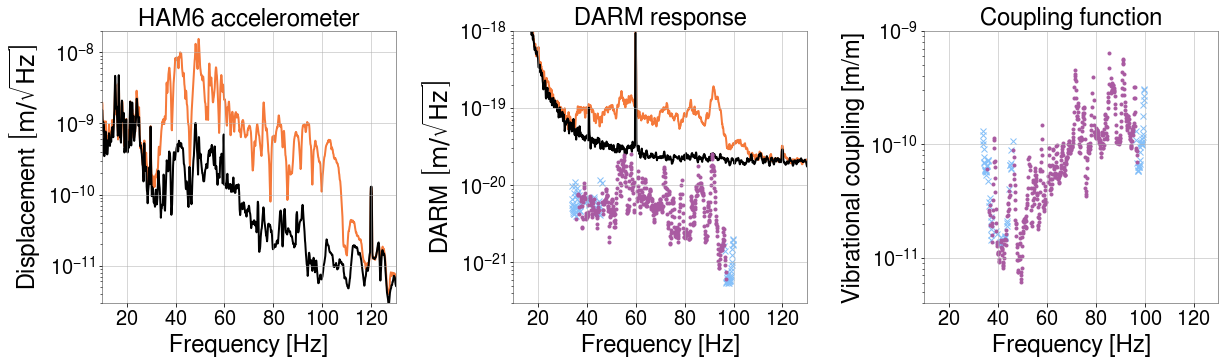 HAM6 accelerometer
Displacement [m/√Hz]
10⁻⁸
10⁻⁹
10⁻¹⁰
10⁻¹¹
20 40 60 80 100 120
Frequency [Hz]
DARM response
DARM [m/√Hz]
10⁻¹⁸
10⁻¹⁹
10⁻²⁰
10⁻²¹
20 40 60 80 100 120
Frequency [Hz]
Coupling function
Vibrational coupling [m/m]
10⁻⁹
10⁻¹⁰
10⁻¹¹
20 40 60 80 100 120
Frequency [Hz]